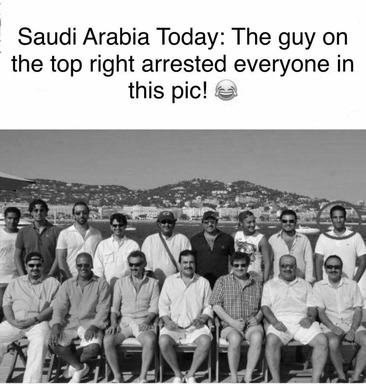 Saudi Arabia Today: The guy on
the top right arrested everyone in
this pic! 😂